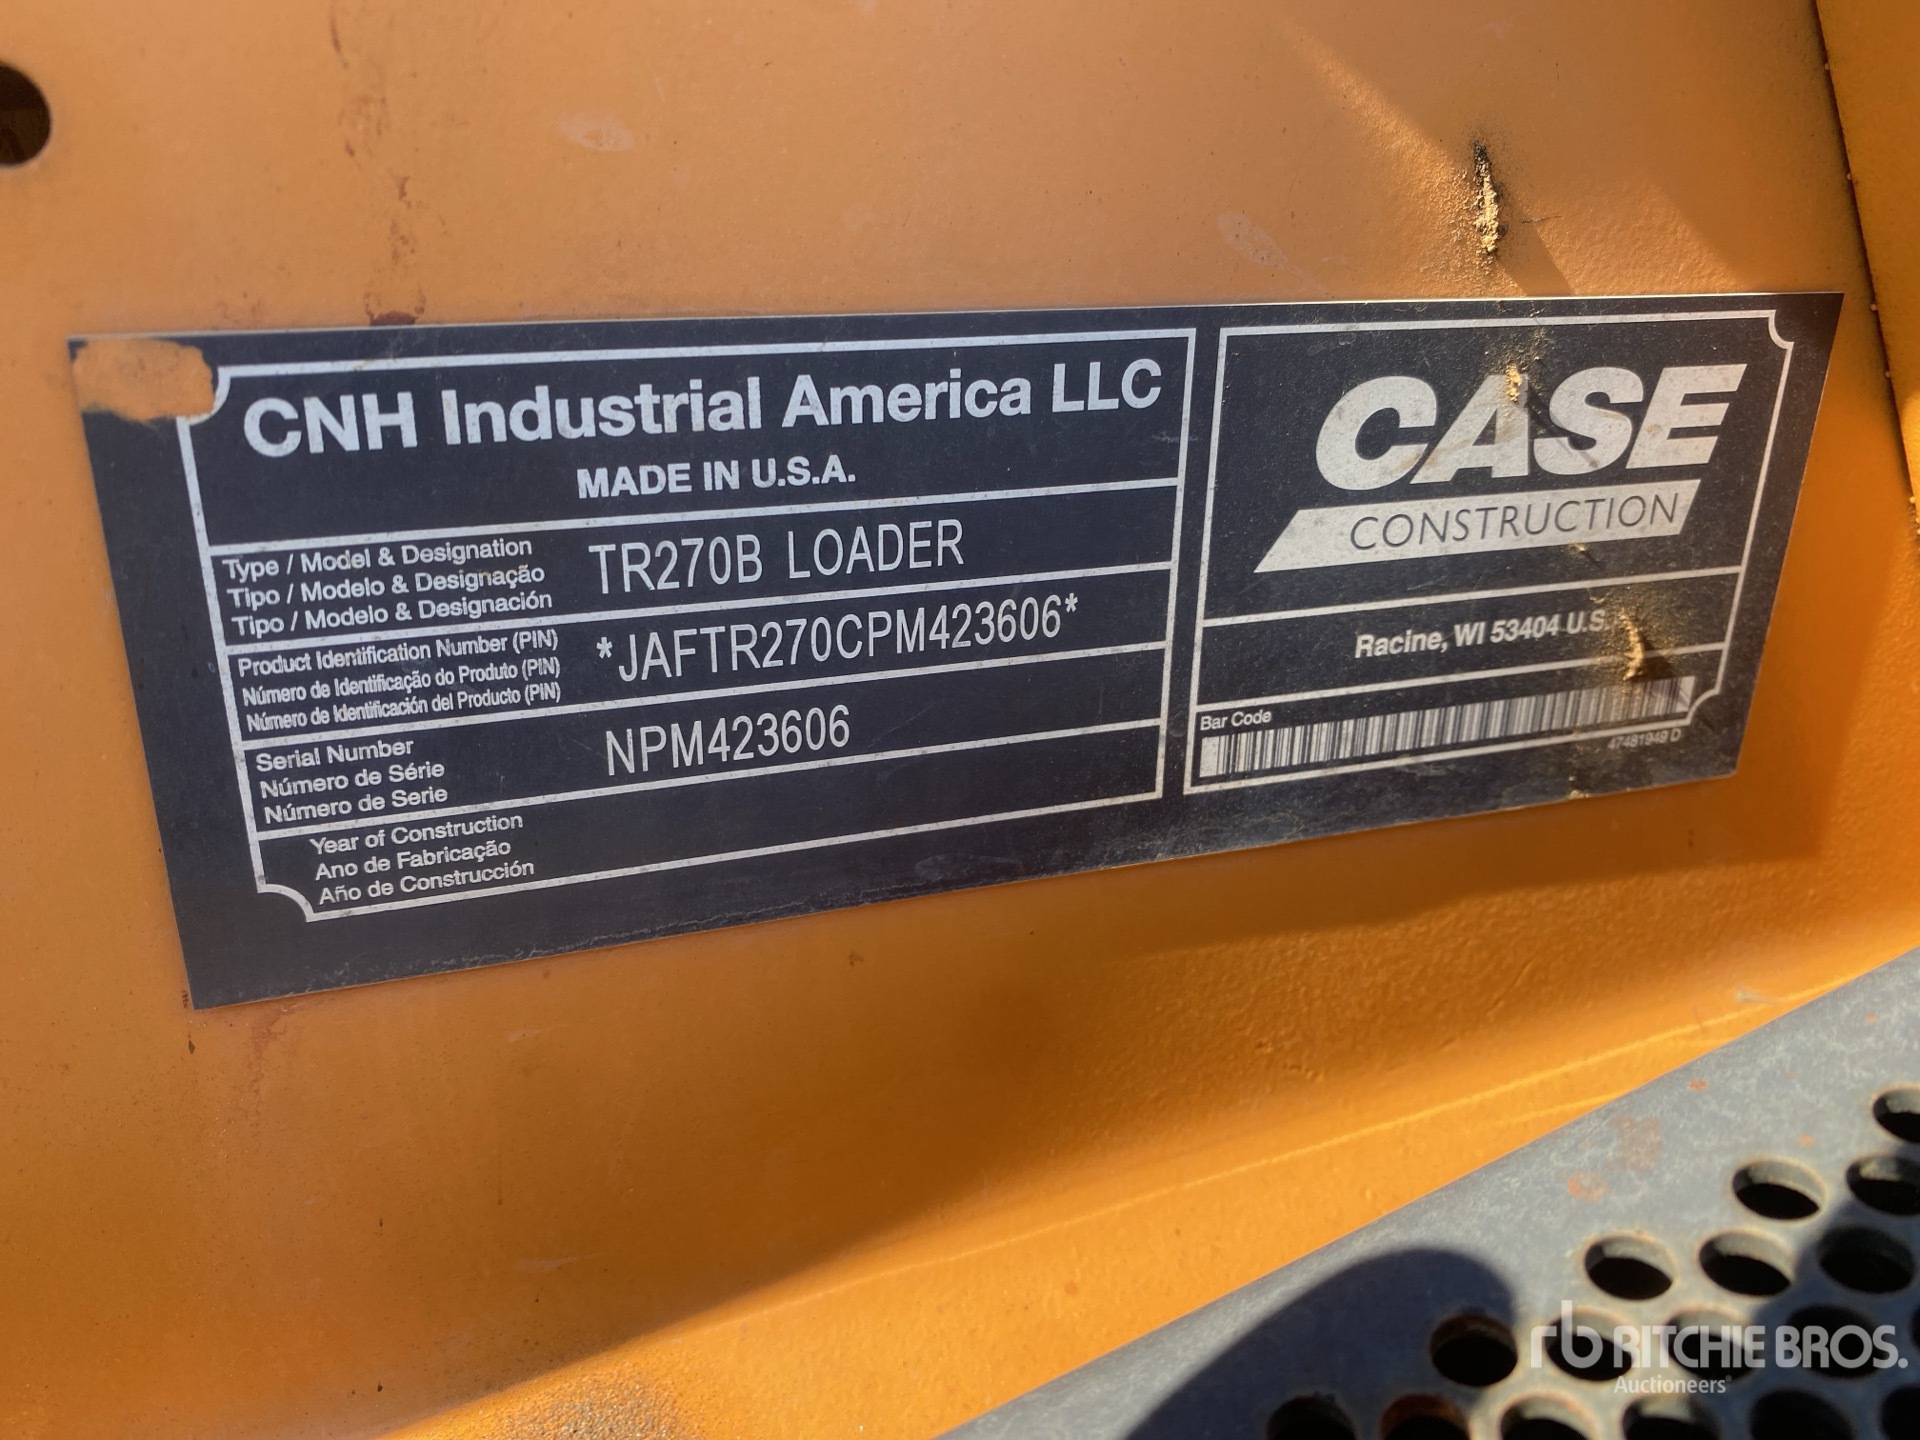 CNH Industrial America LLC
MADE IN U.S.A.
Type / Model & Designation
Tipo / Modelo & Designação
Tipo / Modelo & Designación
TR270B LOADER
Product Identification Number (PIN)
Número de Identificação do Produto (PIN)
Número de Identificación del Producto (PIN)
*JAFTR270CPM423606*
Serial Number
Número de Série
Número de Serie
NPM423606
Year of Construction
Ano de Fabricação
Año de Construcción
CASE
CONSTRUCTION
Racine, WI 53404 U.S.
Bar Code
47481949 D
rb RITCHIE BROS.
Auctioneers